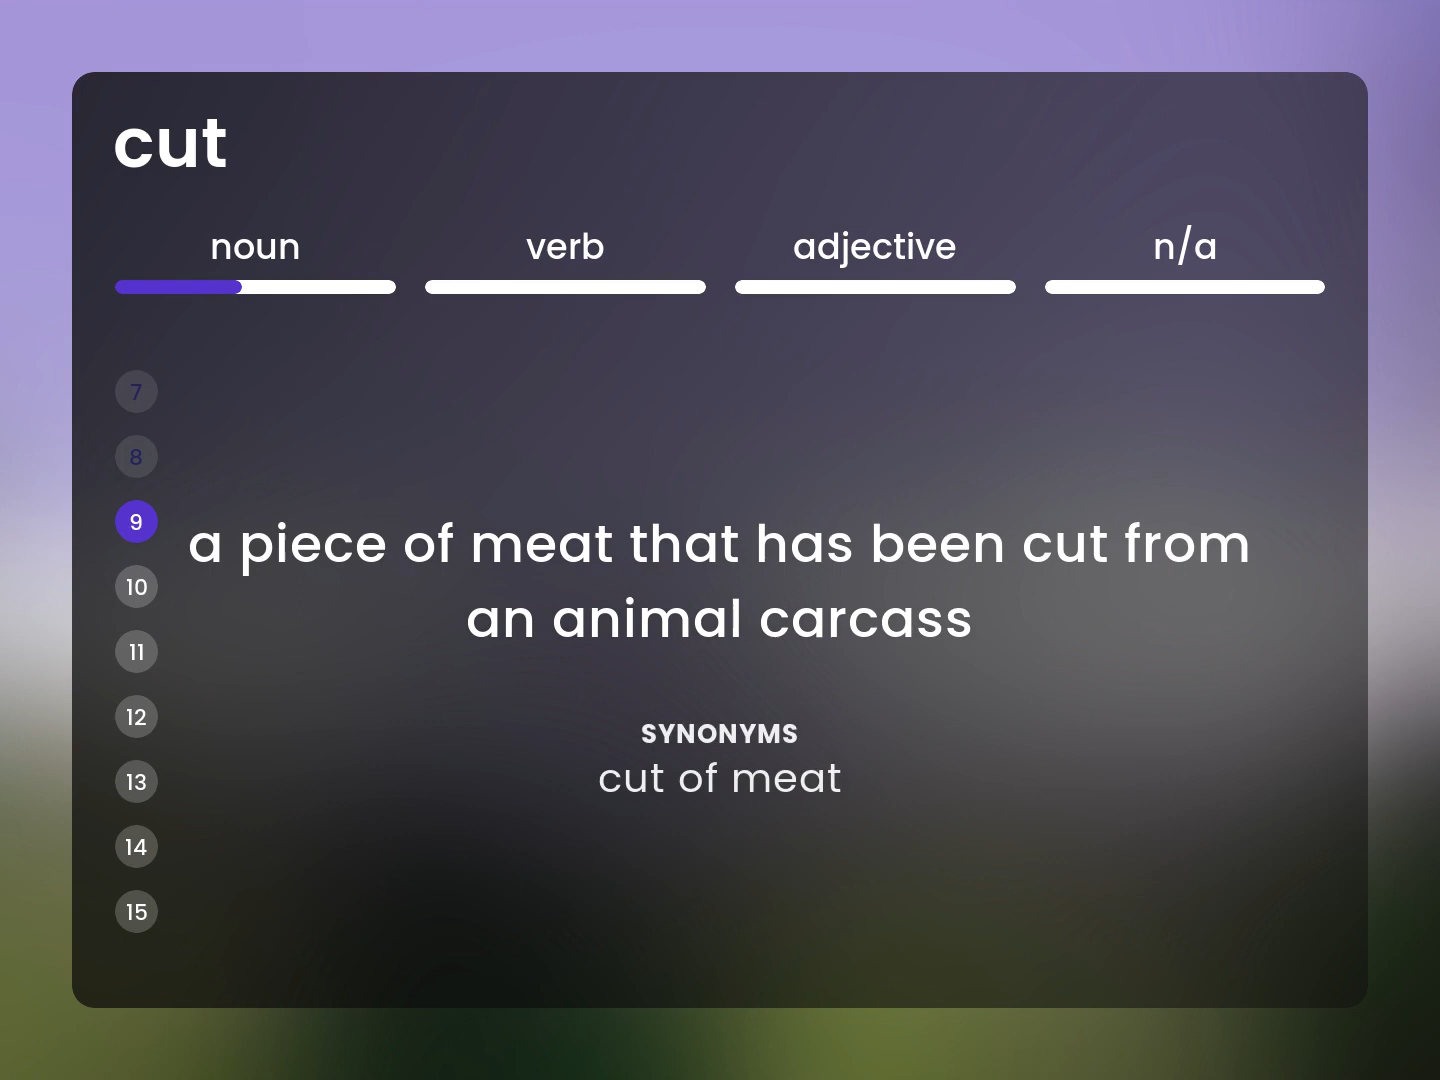 cut
noun
verb
adjective
n/a
7
8
9
10
11
12
13
14
15
a piece of meat that has been cut from
an animal carcass
SYNONYMS
cut of meat